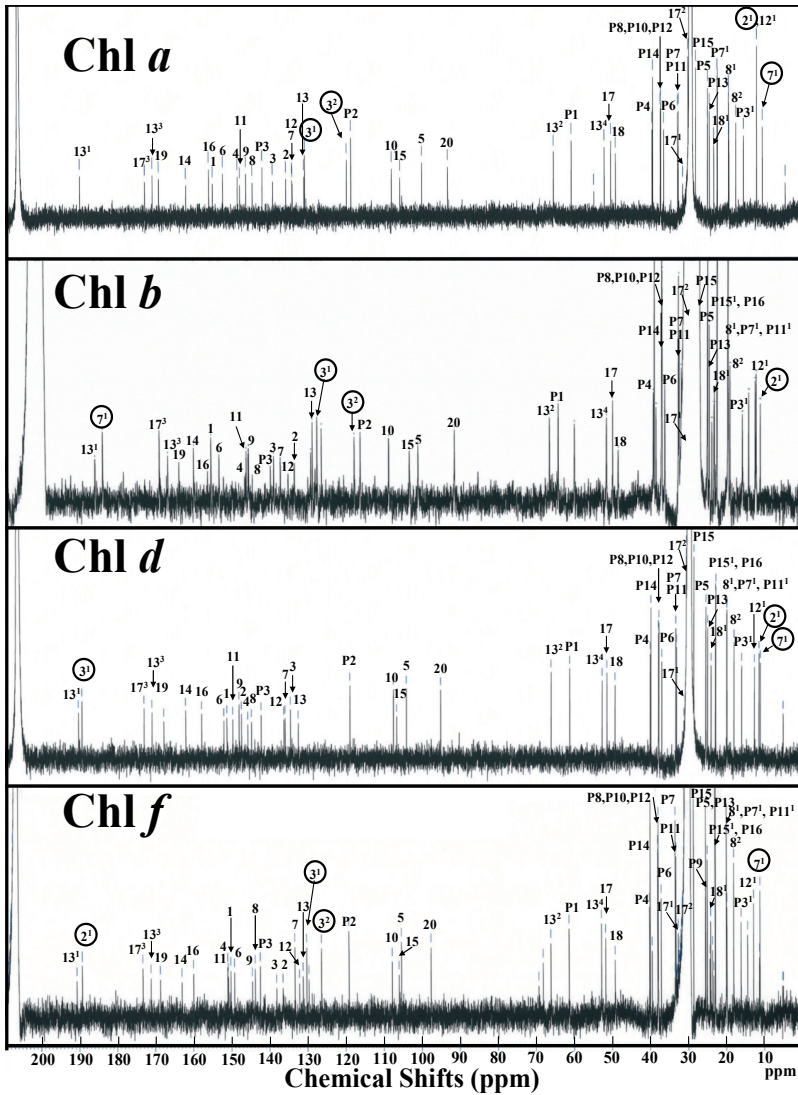 Chl a
13¹ 17³ 13³ 19 14 16 1 6 4 11 9 8 P3 3 2 7 12 13 3¹ 3² P2 10 15 5 20 13² P1 13⁴ 17 18 P4 P14 P8,P10,P12 P6 P7 P11 17¹ 17² P15 P5 P13 P7¹ 18¹ 8¹ 8² P3¹ 2¹ ,12¹ 7¹
Chl b
13¹ 7¹ 17³ 13³ 19 14 16 1 6 4 11 9 8 P3 3 7 12 2 13 3¹ 3² P2 10 15 5 20 13² P1 13⁴ 17 18 P4 P14 P8,P10,P12 P6 P7 P11 17¹ 17² P15 P15¹, P16 P5 P13 8¹,P7¹, P11¹ 18¹ 8² P3¹ 12¹ 2¹
Chl d
13¹ 3¹ 17³ 13³ 19 14 16 6 1 11 9 2 4 8 P3 12 7 3 13 P2 10 15 5 20 13² P1 13⁴ 17 18 P4 P14 P8,P10,P12 P6 P7 P11 17¹ 17² P15 P5 P15¹, P16 P13 8¹,P7¹, P11¹ 18¹ 8² P3¹ 12¹ 2¹ 7¹
Chl f
13¹ 2¹ 17³ 13³ 19 14 16 11 4 1 6 9 8 P3 3 2 12 7 13 3¹ 3² P2 10 15 5 20 13² P1 13⁴ 17 18 P4 P14 P8,P10,P12 P6 P7 P11 17¹ 17² P15 P5,P13 P9 8¹,P7¹, P11¹ P15¹, P16 18¹ 8² P3¹ 12¹ 7¹
200 190 180 170 160 150 140 130 120 110 100 90 80 70 60 50 40 30 20 10 ppm
Chemical Shifts (ppm)